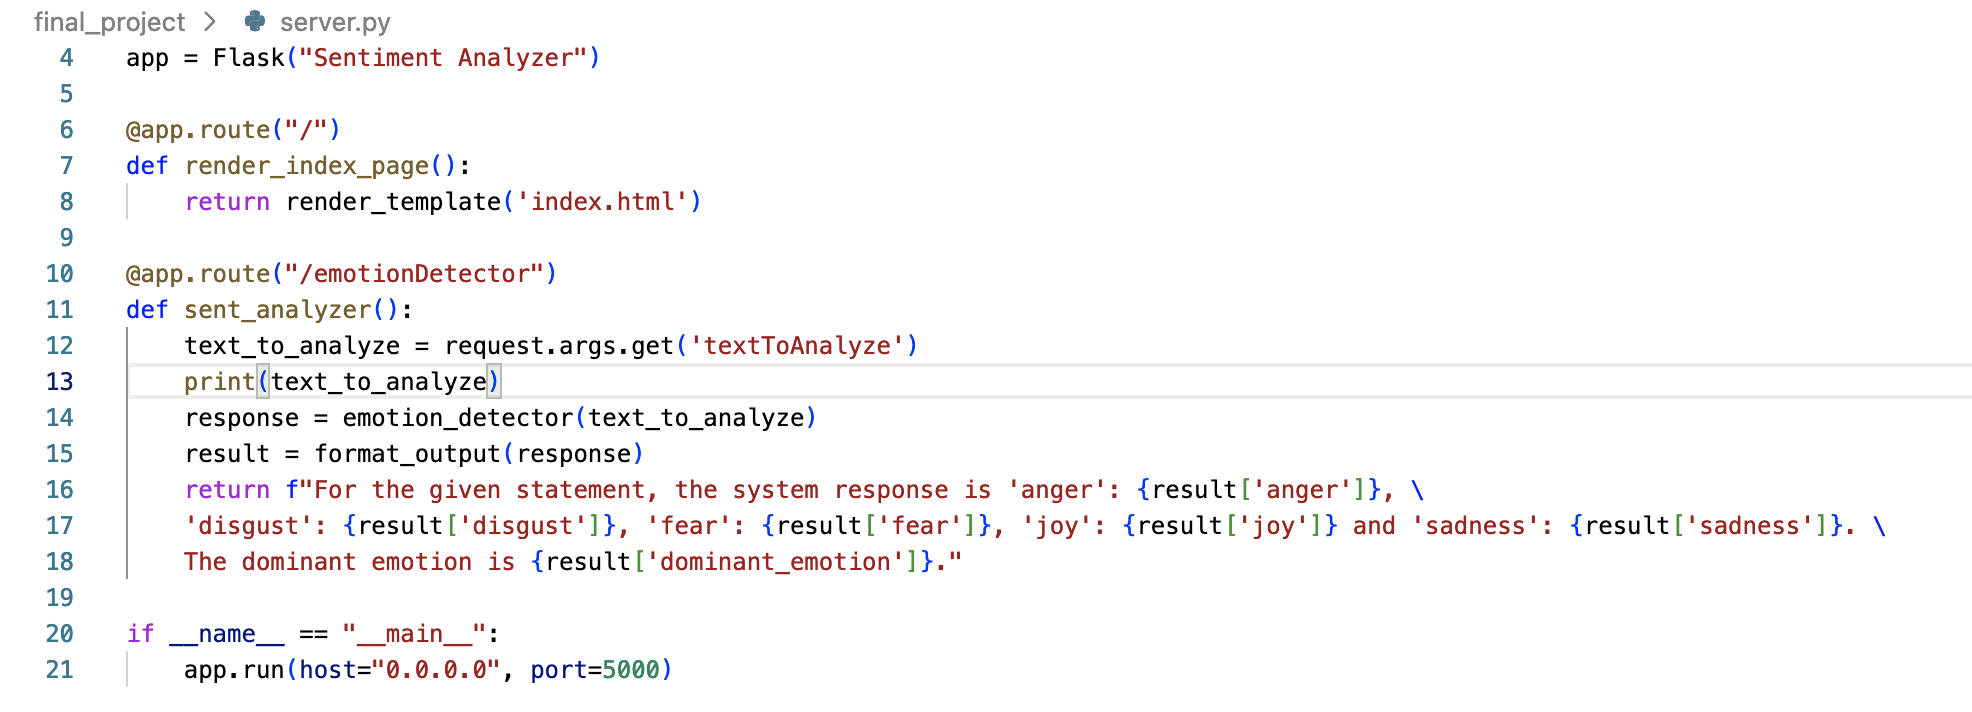 final_project > server.py
4 app = Flask("Sentiment Analyzer")
5
6 @app.route("/")
7 def render_index_page():
8     return render_template('index.html')
9
10 @app.route("/emotionDetector")
11 def sent_analyzer():
12     text_to_analyze = request.args.get('textToAnalyze')
13     print(text_to_analyze)
14     response = emotion_detector(text_to_analyze)
15     result = format_output(response)
16     return f"For the given statement, the system response is 'anger': {result['anger']}, \
17     'disgust': {result['disgust']}, 'fear': {result['fear']}, 'joy': {result['joy']} and 'sadness': {result['sadness']}. \
18     The dominant emotion is {result['dominant_emotion']}."
19
20 if __name__ == "__main__":
21     app.run(host="0.0.0.0", port=5000)